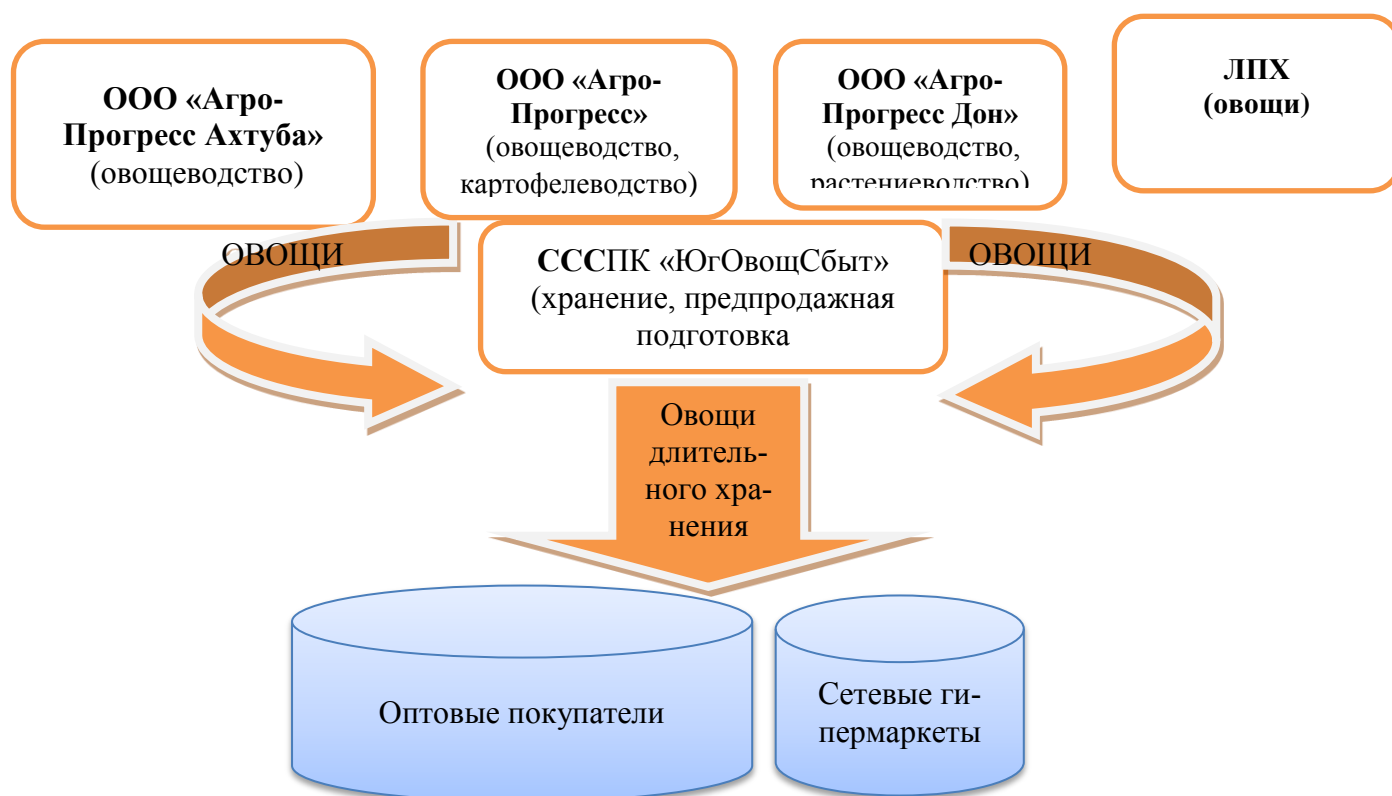 ООО «Агро-
Прогресс Ахтуба»
(овощеводство)
ООО «Агро-
Прогресс»
(овощеводство,
картофелеводство)
ООО «Агро-
Прогресс Дон»
(овощеводство,
растениеводство)
ЛПХ
(овощи)
ОВОЩИ
СССПК «ЮгОвощСбыт»
(хранение, предпродажная
подготовка
ОВОЩИ
Овощи
длитель-
ного хра-
нения
Оптовые покупатели
Сетевые ги-
пермаркеты